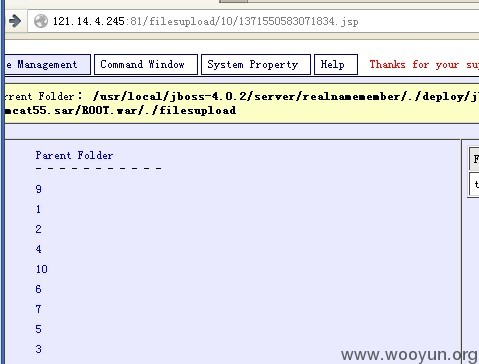 121.14.4.245:81/filesupload/10/1371550583071834.jsp
e Management
Command Window
System Property
Help
Thanks for your su
rrent Folder: /usr/local/jboss-4.0.2/server/realnamemember/./deploy/j
mcat55.sar/ROOT.war/./filesupload
Parent Folder
- - - - - - - - - - -
9
1
2
4
10
6
7
5
3
F
t
www.wooyun.org